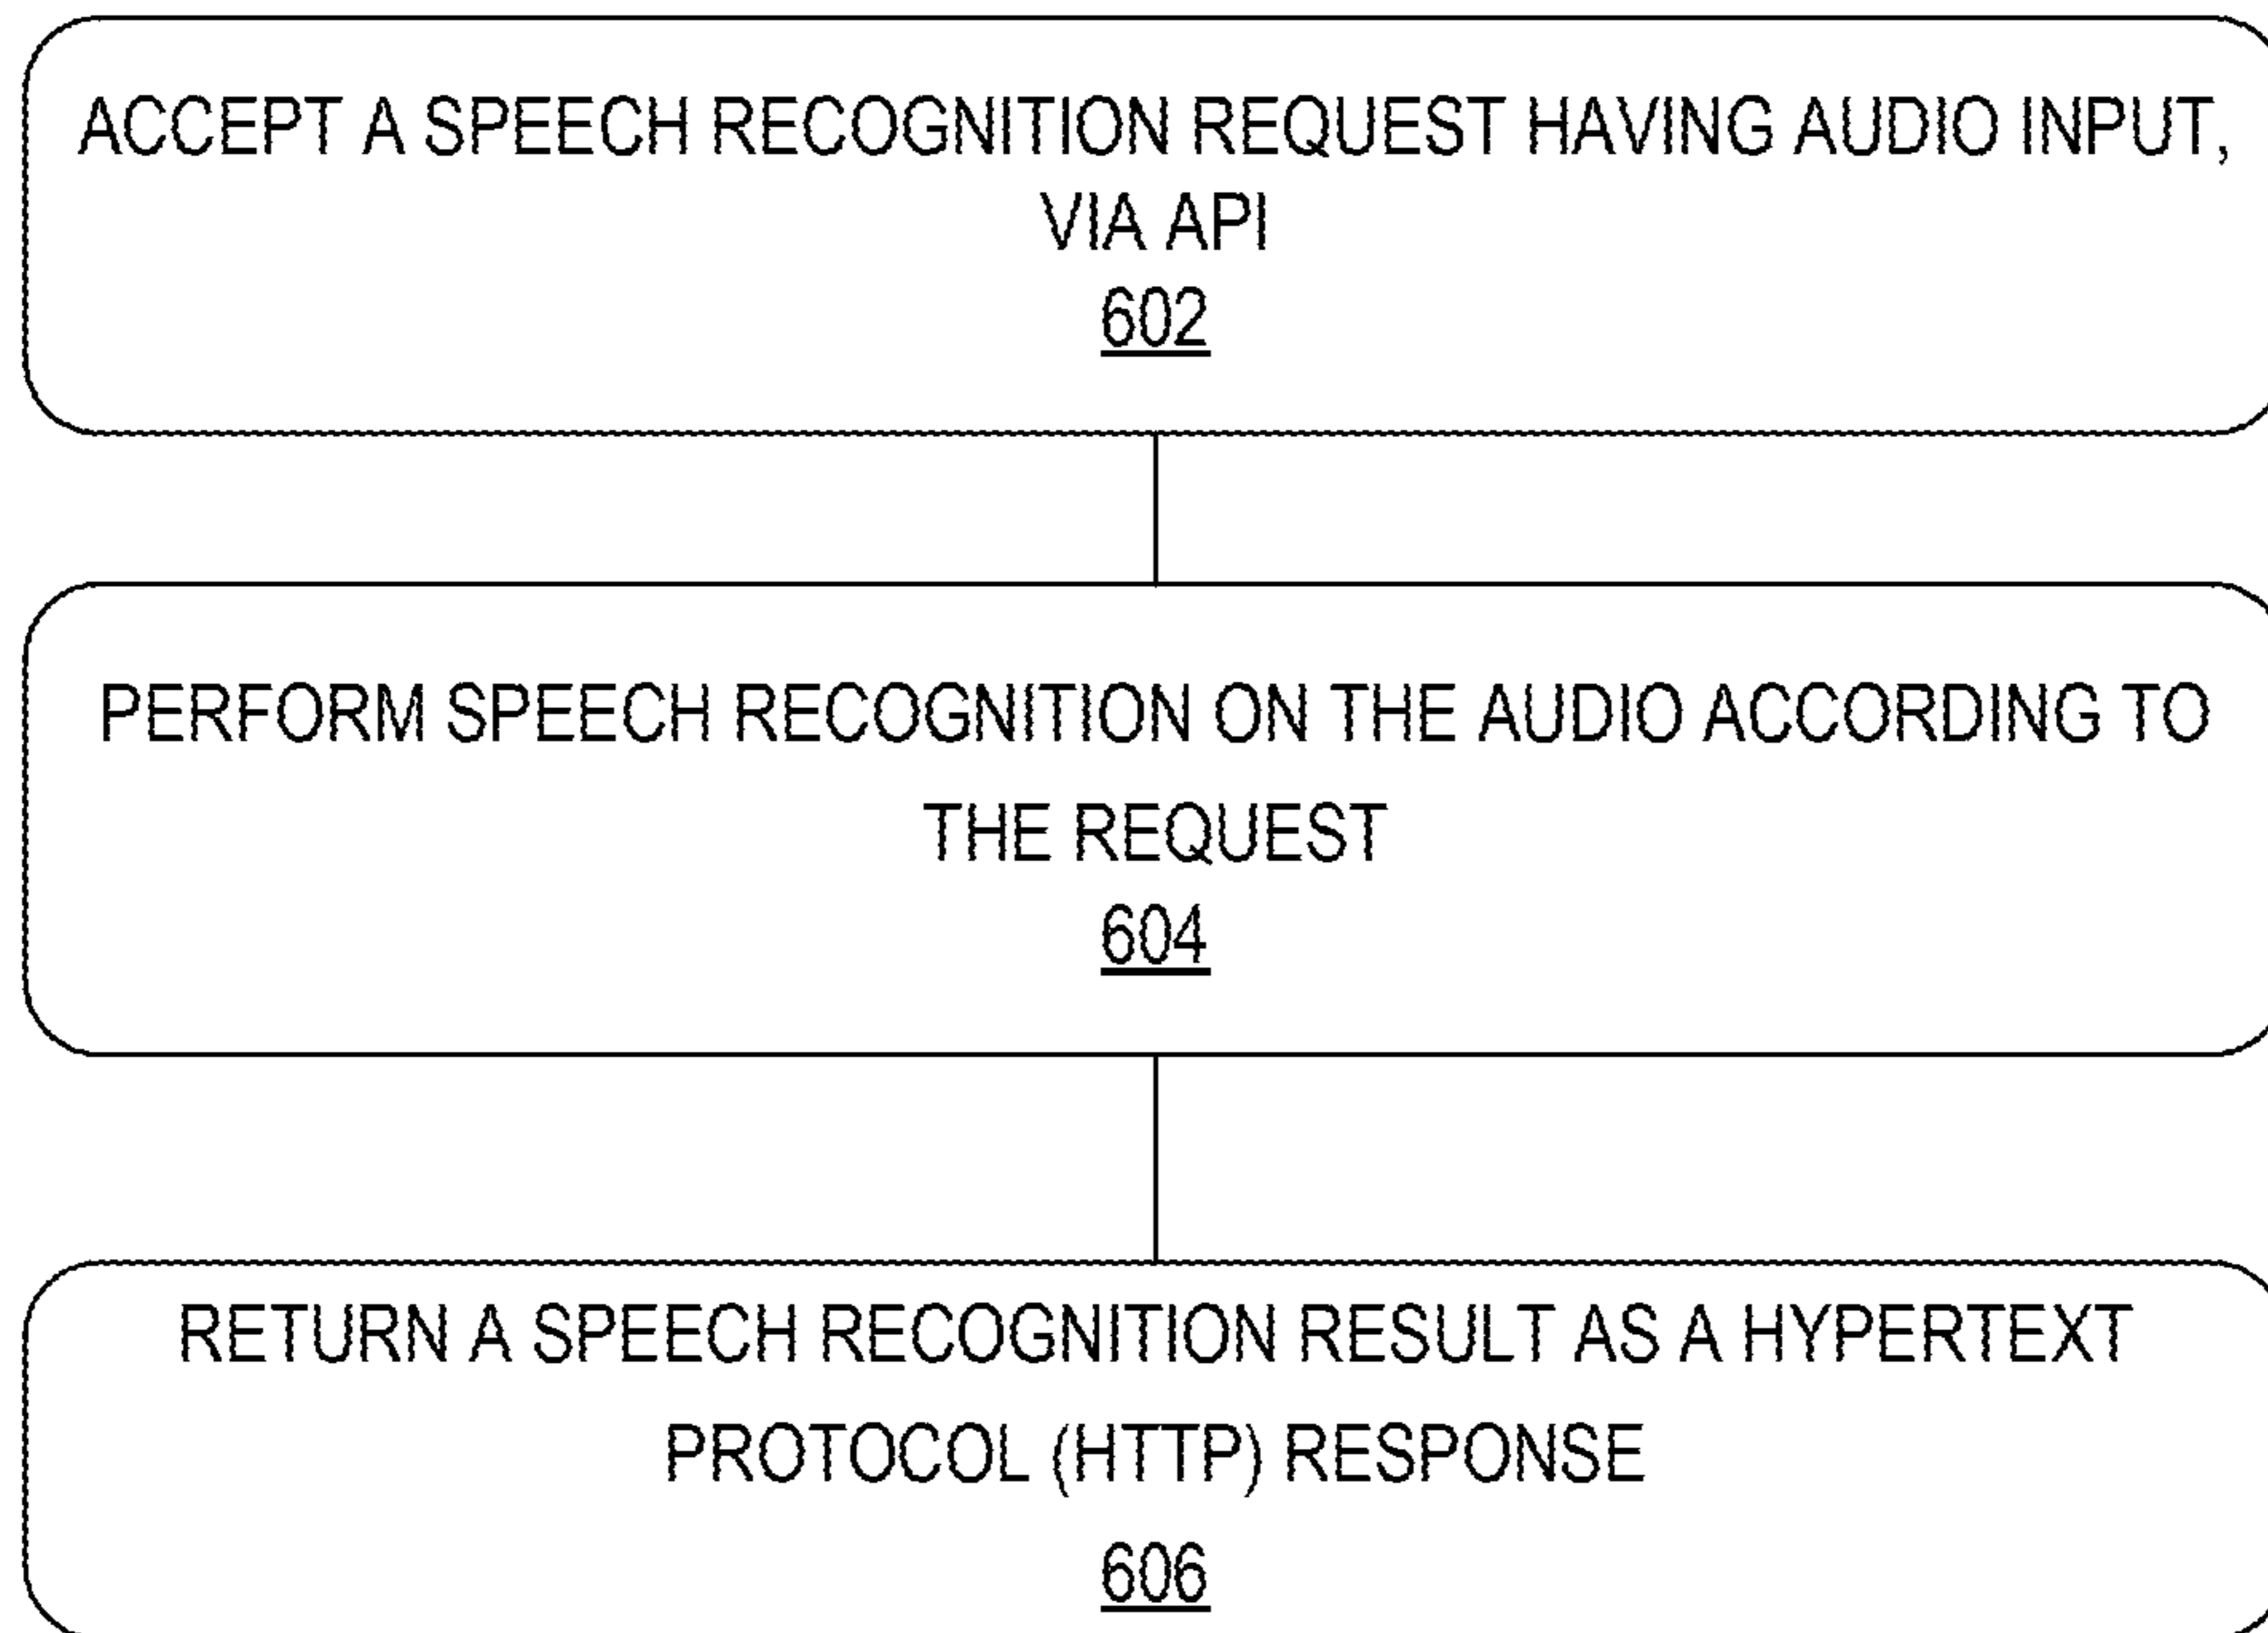 ACCEPT A SPEECH RECOGNITION REQUEST HAVING AUDIO INPUT,
VIA API
602
PERFORM SPEECH RECOGNITION ON THE AUDIO ACCORDING TO
THE REQUEST
604
RETURN A SPEECH RECOGNITION RESULT AS A HYPERTEXT
PROTOCOL (HTTP) RESPONSE
606